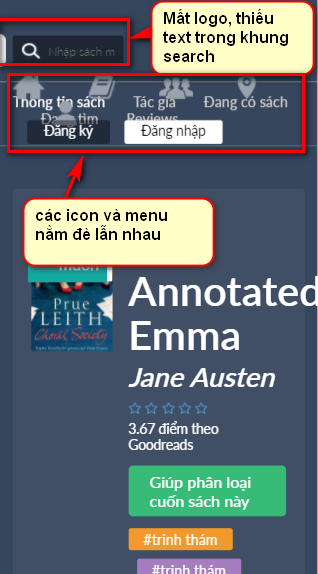 Mất logo, thiếu
text trong khung
search
Nhập sách m
Thông tin sách
Tác giả
Đang có sách
Đang tìm
Reviews
Đăng ký
Đăng nhập
các icon và menu
nằm đè lẫn nhau
muốn
Prue
LEITH
Choral Society
Annotated
Emma
Jane Austen
3.67 điểm theo
Goodreads
Giúp phân loại
cuốn sách này
#trinh thám
#trinh thám